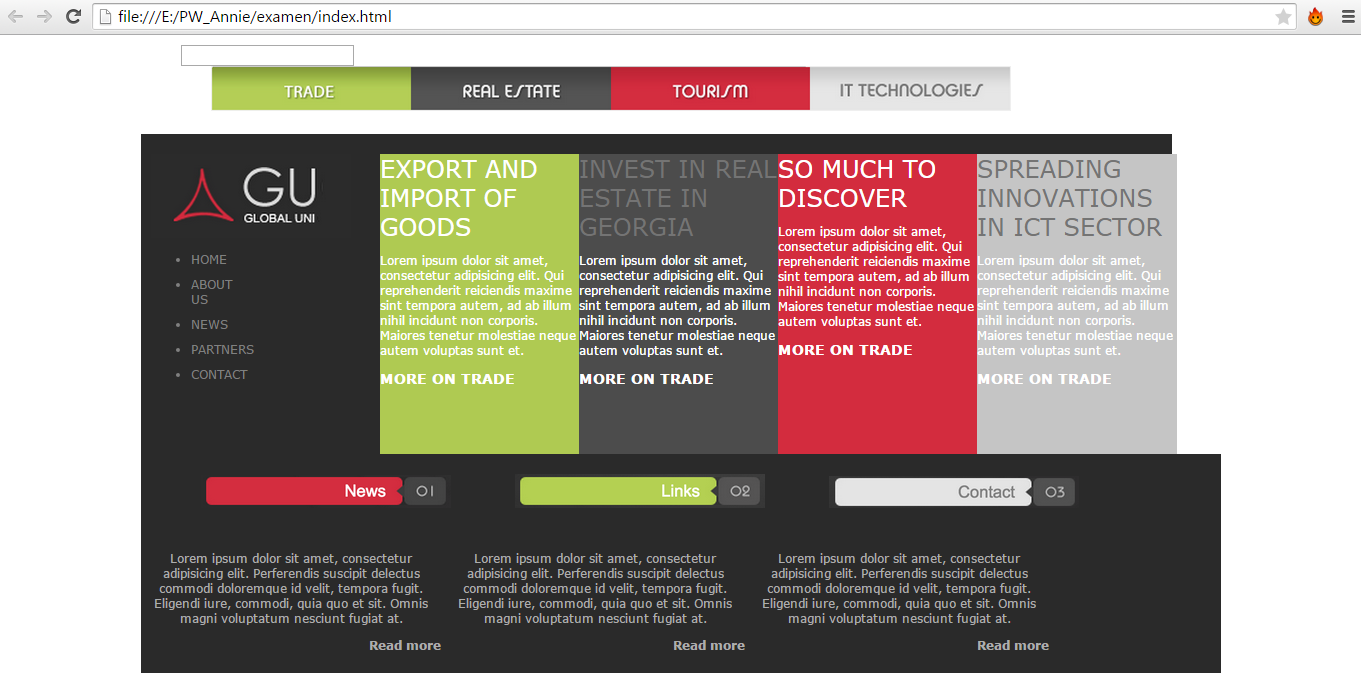 file:///E:/PW_Annie/examen/index.html
TRADE
REAL ESTATE
TOURISM
IT TECHNOLOGIES
GU
GLOBAL UNI
HOME
ABOUT
US
NEWS
PARTNERS
CONTACT
EXPORT AND
IMPORT OF
GOODS
Lorem ipsum dolor sit amet,
consectetur adipisicing elit. Qui
reprehenderit reiciendis maxime
sint tempora autem, ad ab illum
nihil incidunt non corporis.
Maiores tenetur molestiae neque
autem voluptas sunt et.
MORE ON TRADE
INVEST IN REAL
ESTATE IN
GEORGIA
Lorem ipsum dolor sit amet,
consectetur adipisicing elit. Qui
reprehenderit reiciendis maxime
sint tempora autem, ad ab illum
nihil incidunt non corporis.
Maiores tenetur molestiae neque
autem voluptas sunt et.
MORE ON TRADE
SO MUCH TO
DISCOVER
Lorem ipsum dolor sit amet,
consectetur adipisicing elit. Qui
reprehenderit reiciendis maxime
sint tempora autem, ad ab illum
nihil incidunt non corporis.
Maiores tenetur molestiae neque
autem voluptas sunt et.
MORE ON TRADE
SPREADING
INNOVATIONS
IN ICT SECTOR
Lorem ipsum dolor sit amet,
consectetur adipisicing elit. Qui
reprehenderit reiciendis maxime
sint tempora autem, ad ab illum
nihil incidunt non corporis.
Maiores tenetur molestiae neque
autem voluptas sunt et.
MORE ON TRADE
News 01
Links 02
Contact 03
Lorem ipsum dolor sit amet, consectetur
adipisicing elit. Perferendis suscipit delectus
commodi doloremque id velit, tempora fugit.
Eligendi iure, commodi, quia quo et sit. Omnis
magni voluptatum nesciunt fugiat at.
Read more
Lorem ipsum dolor sit amet, consectetur
adipisicing elit. Perferendis suscipit delectus
commodi doloremque id velit, tempora fugit.
Eligendi iure, commodi, quia quo et sit. Omnis
magni voluptatum nesciunt fugiat at.
Read more
Lorem ipsum dolor sit amet, consectetur
adipisicing elit. Perferendis suscipit delectus
commodi doloremque id velit, tempora fugit.
Eligendi iure, commodi, quia quo et sit. Omnis
magni voluptatum nesciunt fugiat at.
Read more